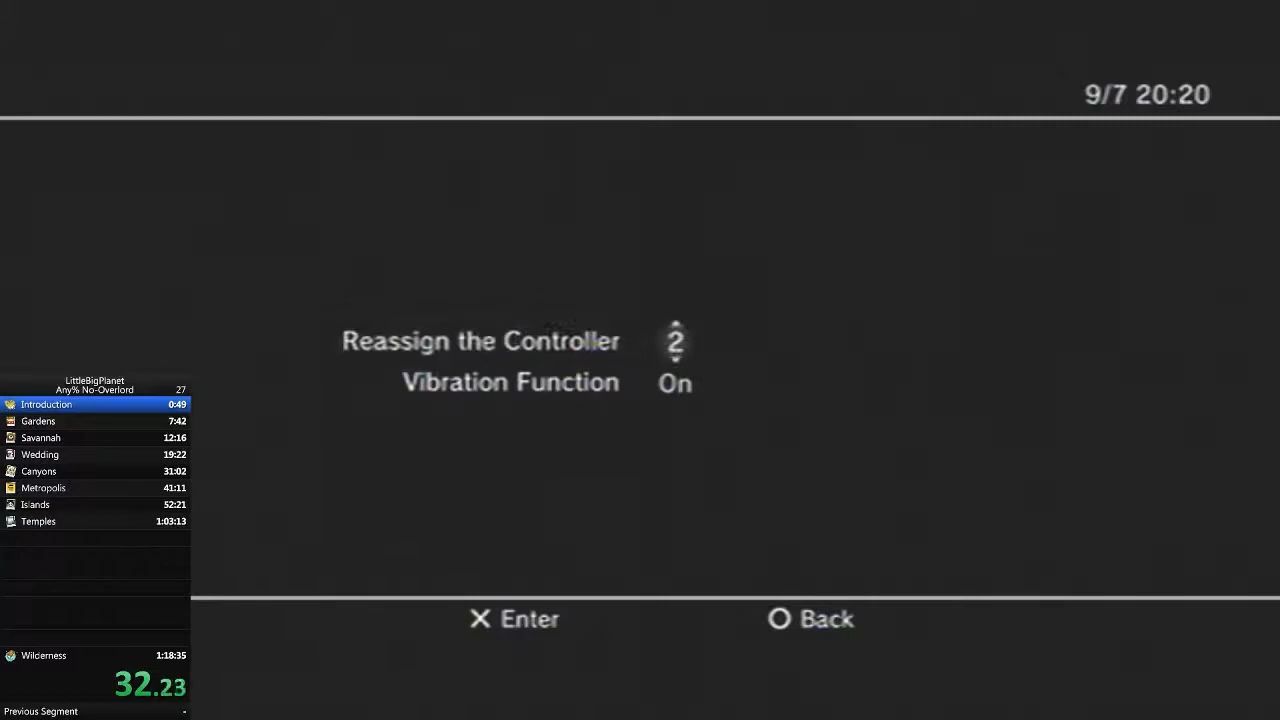 9/7 20:20
Reassign the Controller 2
Vibration Function On
LittleBigPlanet
Any% No-Overlord 27
Introduction 0:49
Gardens 7:42
Savannah 12:16
Wedding 19:22
Canyons 31:02
Metropolis 41:11
Islands 52:21
Temples 1:03:13
X Enter O Back
Wilderness 1:18:35
32.23
Previous Segment -